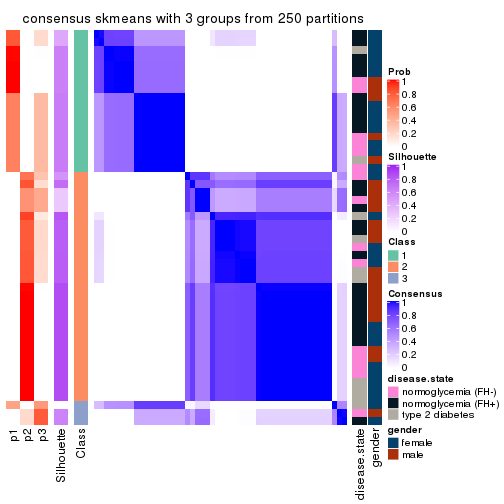 consensus skmeans with 3 groups from 250 partitions
Prob
1
0.8
0.6
0.4
0.2
0
Silhouette
1
0.8
0.6
0.4
0.2
0
Class
1
2
3
Consensus
1
0.8
0.6
0.4
0.2
0
disease.state
normoglycemia (FH-)
normoglycemia (FH+)
type 2 diabetes
gender
female
male
p1
p2
p3
Silhouette
Class
disease.state
gender